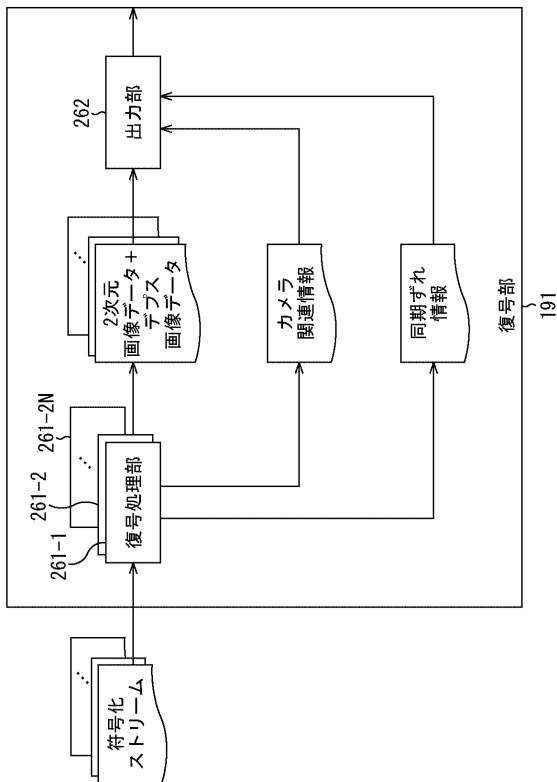 符号化
ストリーム
…
261-1
261-2
261-2N
…
復号処理部
…
2次元
画像データ+
デプス
画像データ
262
出力部
カメラ
関連情報
同期ずれ
情報
復号部
191